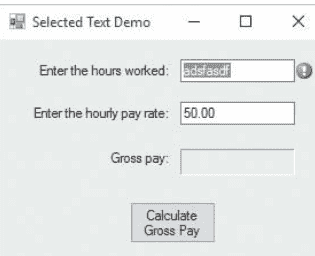 Selected Text Demo
Enter the hours worked: adsfasdf
Enter the hourly pay rate: 50.00
Gross pay:
Calculate
Gross Pay